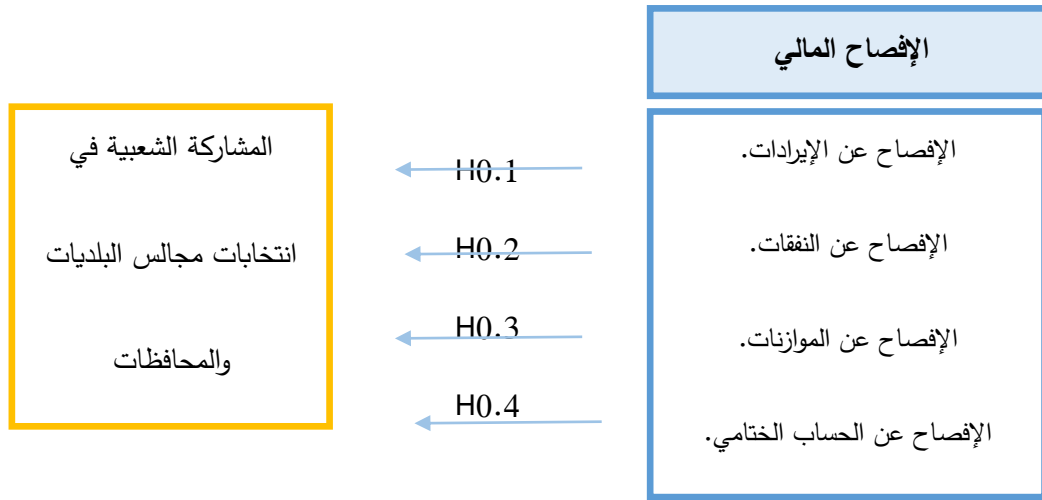 الإفصاح المالي
الإفصاح عن الإيرادات.
الإفصاح عن النفقات.
الإفصاح عن الموازنات.
الإفصاح عن الحساب الختامي.
H0.1
H0.2
H0.3
H0.4
المشاركة الشعبية في
انتخابات مجالس البلديات
والمحافظات